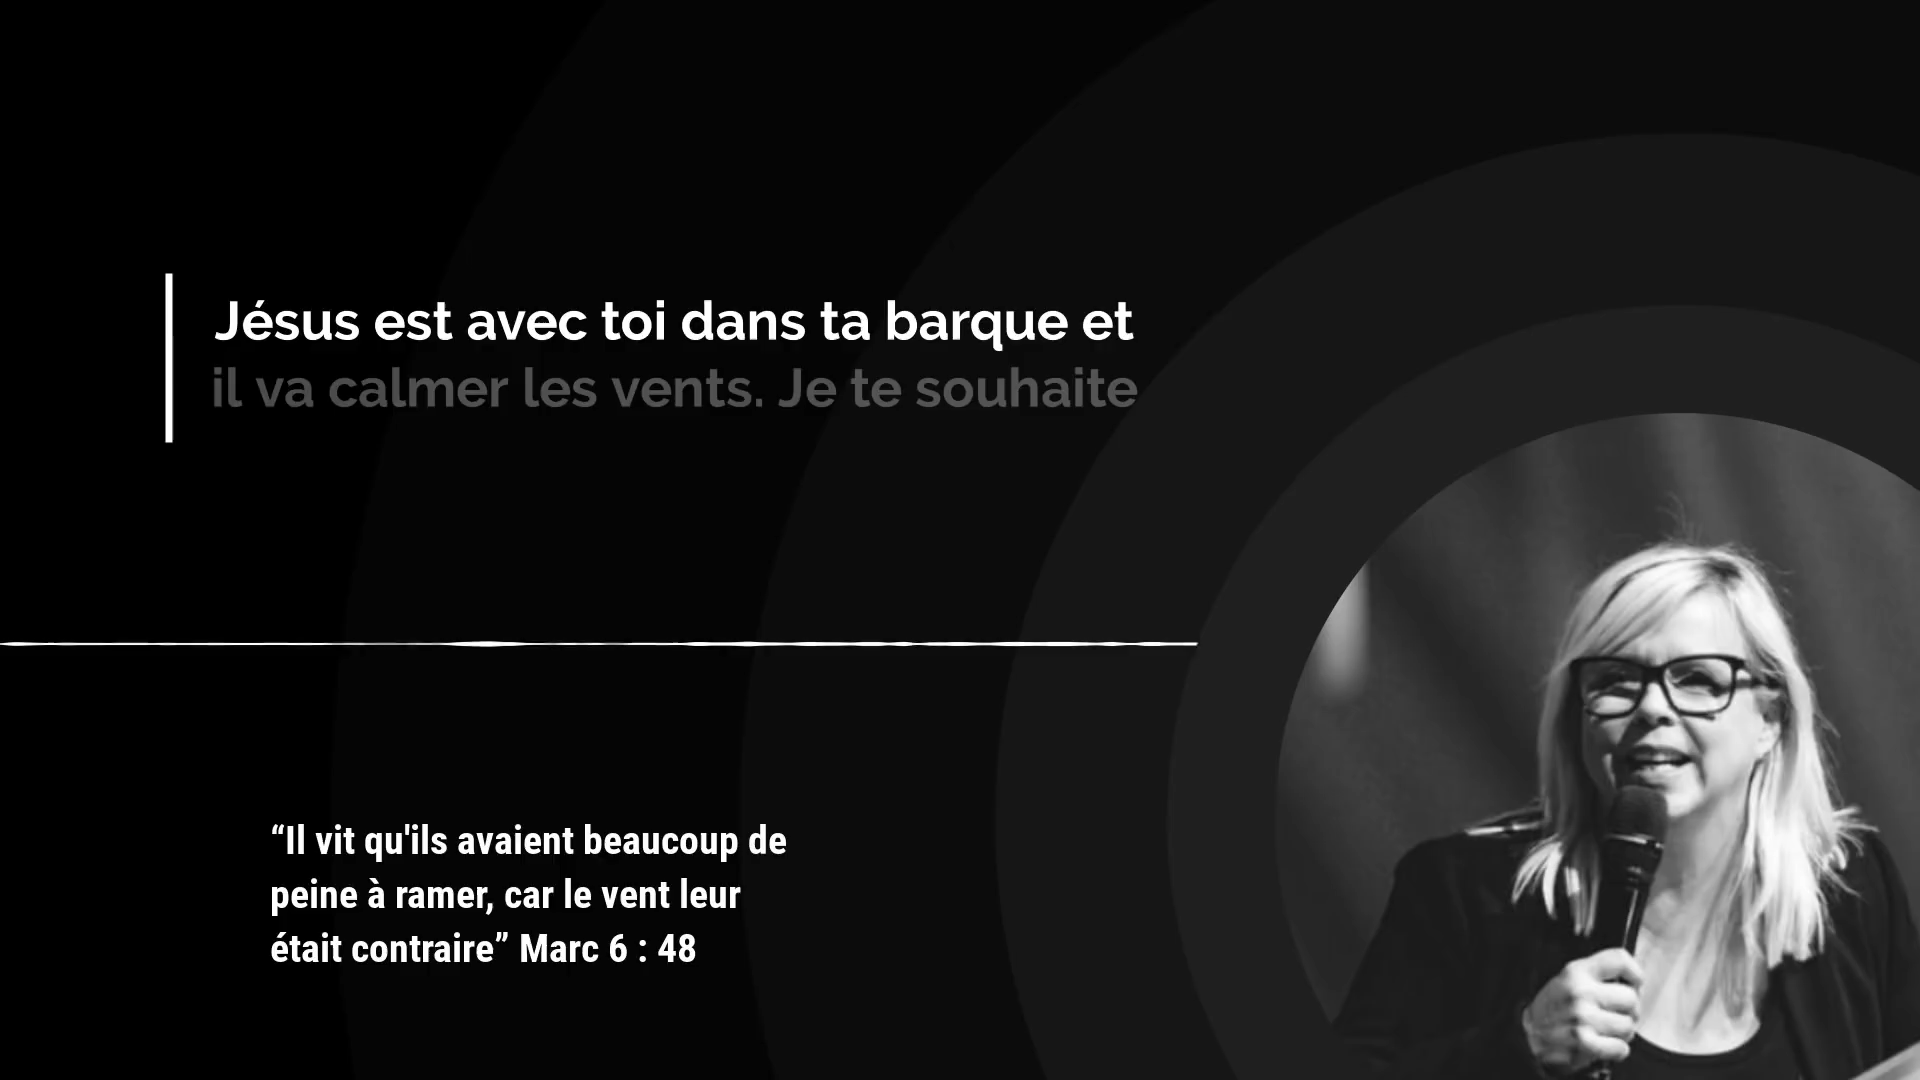 Jésus est avec toi dans ta barque et
il va calmer les vents. Je te souhaite
“Il vit qu'ils avaient beaucoup de
peine à ramer, car le vent leur
était contraire” Marc 6 : 48